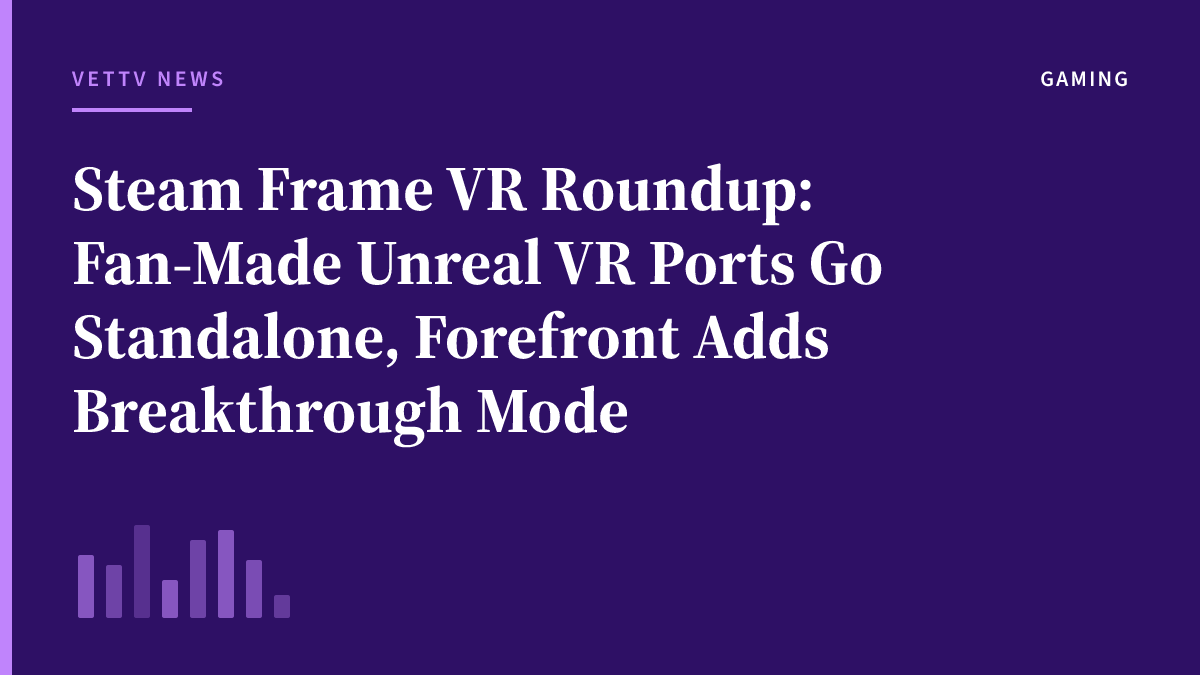 VETTV NEWS
GAMING
Steam Frame VR Roundup:
Fan-Made Unreal VR Ports Go
Standalone, Forefront Adds
Breakthrough Mode